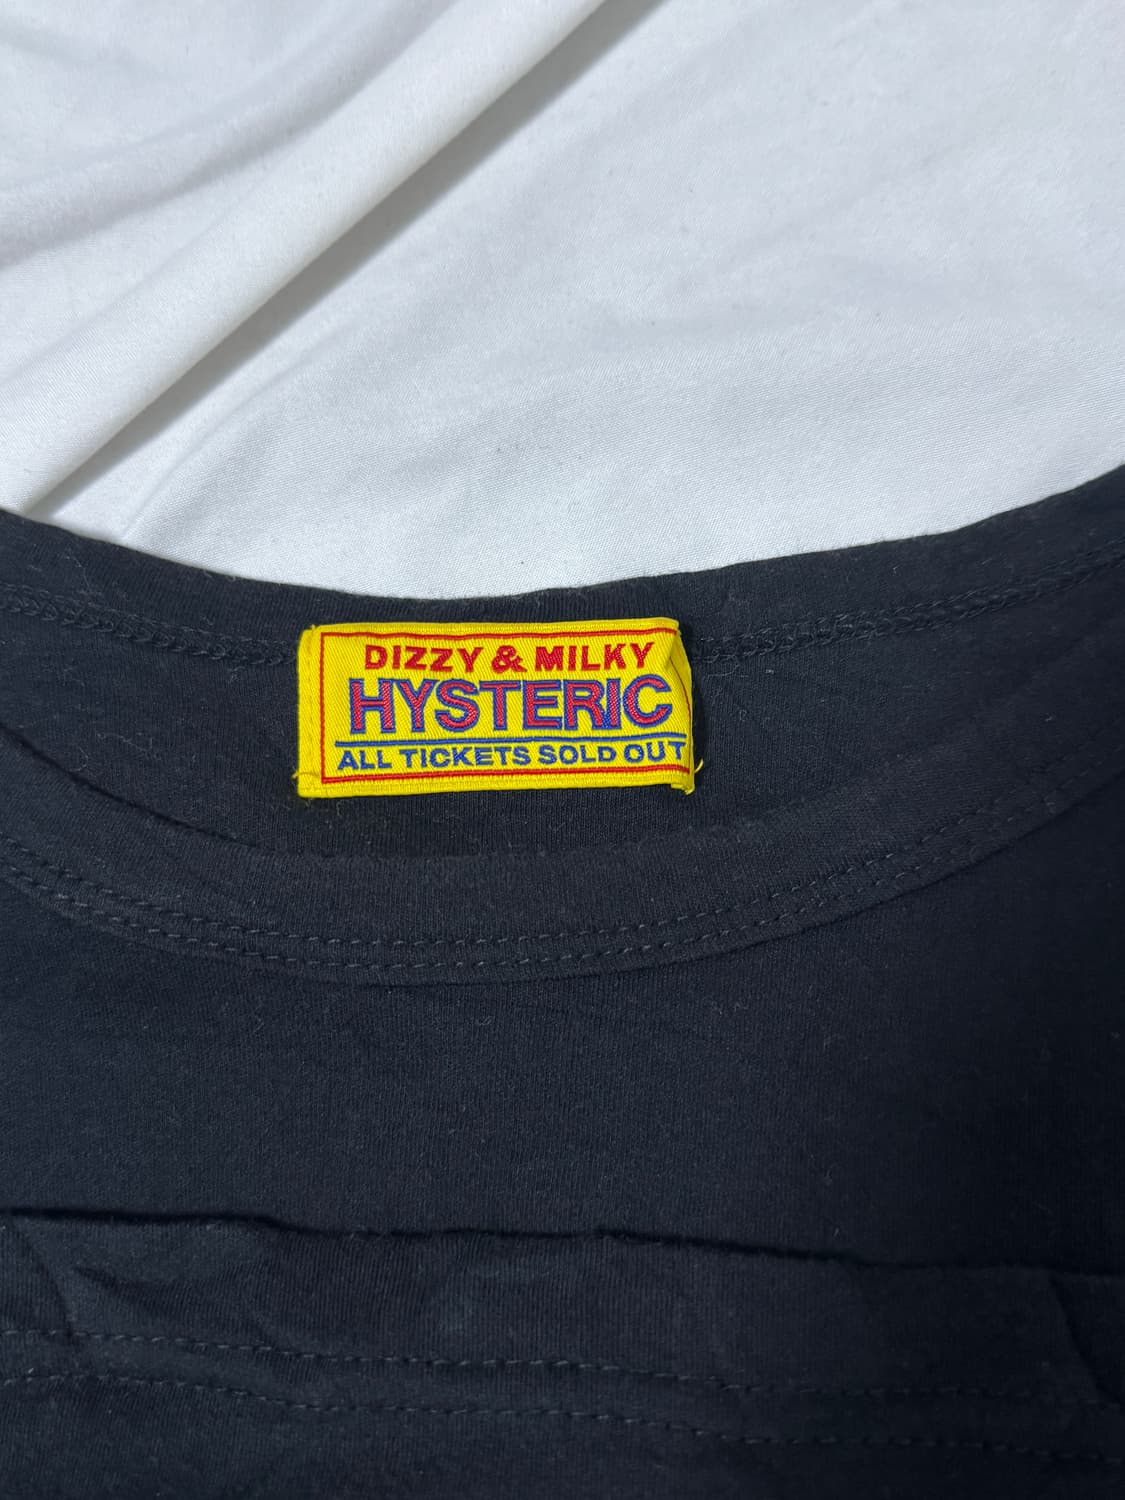 DIZZY & MILKY
HYSTERIC
ALL TICKETS SOLD OUT